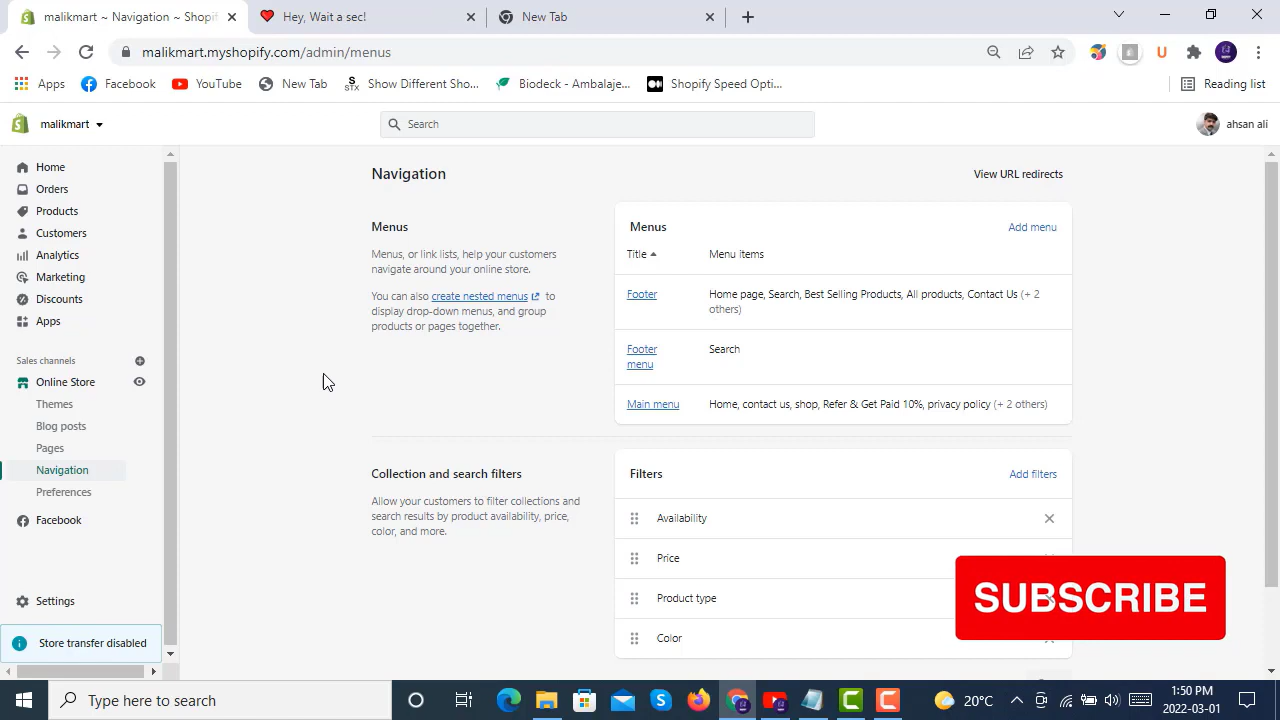 malikmart ~ Navigation ~ Shopif
Hey, Wait a sec!
New Tab
malikmart.myshopify.com/admin/menus
Apps
Facebook
YouTube
New Tab
Show Different Sho...
Biodeck - Ambalaje...
Shopify Speed Opti...
Reading list
malikmart
Search
ahsan ali
Home
Orders
Products
Customers
Analytics
Marketing
Discounts
Apps
Sales channels
Online Store
Themes
Blog posts
Pages
Navigation
Preferences
Facebook
Settings
Store transfer disabled
Navigation
View URL redirects
Menus
Menus, or link lists, help your customers
navigate around your online store.
You can also create nested menus to
display drop-down menus, and group
products or pages together.
Menus
Add menu
Title
Menu items
Footer
Home page, Search, Best Selling Products, All products, Contact Us (+ 2
others)
Footer
menu
Search
Main menu
Home, contact us, shop, Refer & Get Paid 10%, privacy policy (+ 2 others)
Collection and search filters
Allow your customers to filter collections and
search results by product availability, price,
color, and more.
Filters
Add filters
Availability
Price
Product type
Color
SUBSCRIBE
Type here to search
20°C
1:50 PM
2022-03-01